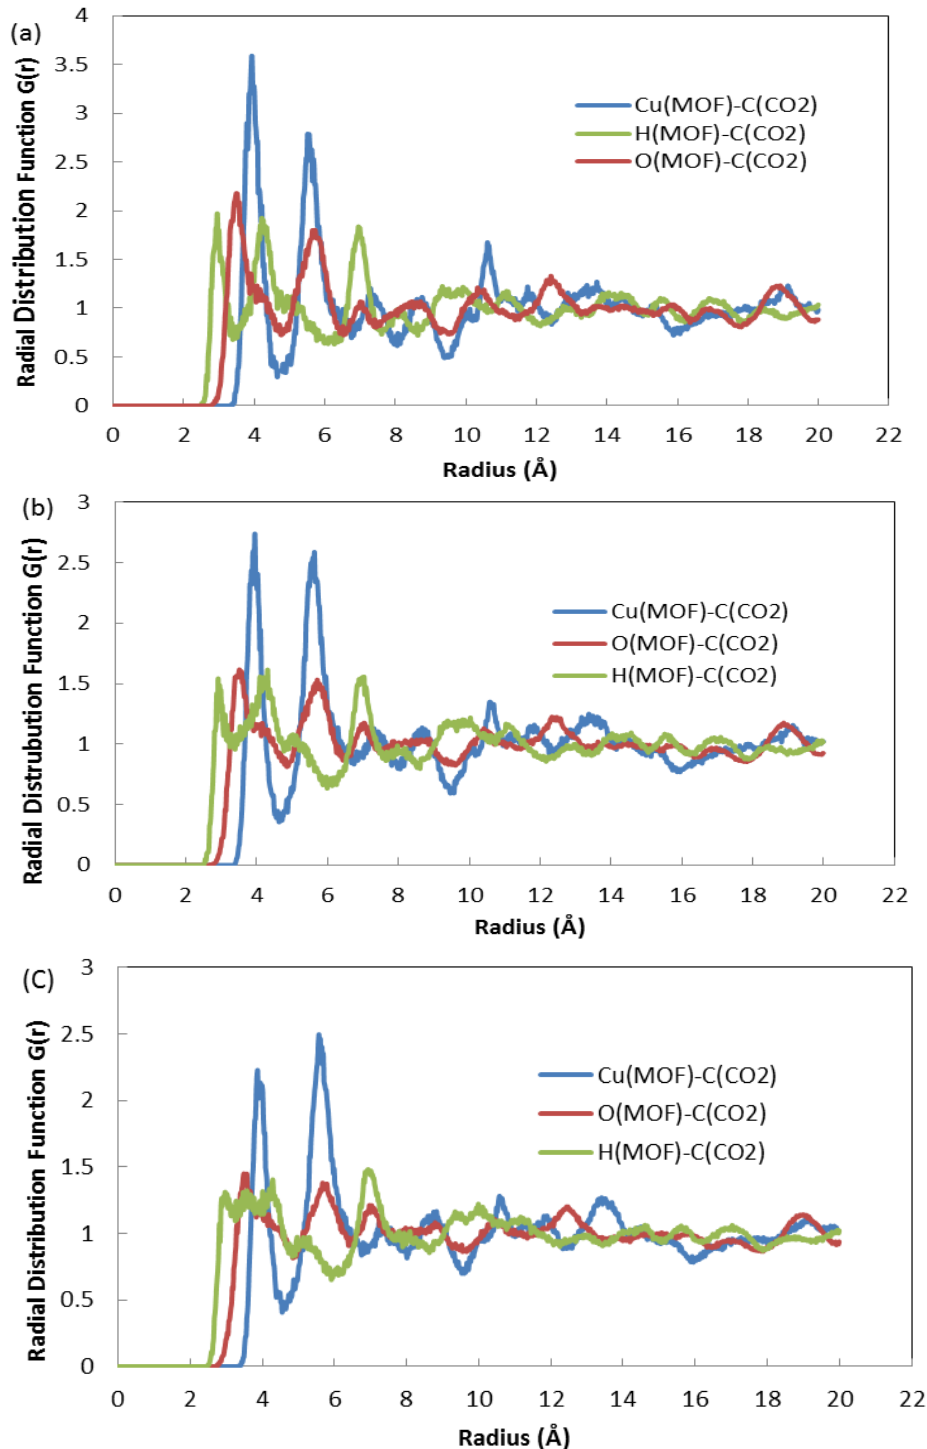 (a)
Radial Distribution Function G(r)
4
3.5
3
2.5
2
1.5
1
0.5
0
Cu(MOF)-C(CO2)
H(MOF)-C(CO2)
O(MOF)-C(CO2)
0 2 4 6 8 10 12 14 16 18 20 22
Radius (Å)
(b)
Radial Distrubution Function G(r)
3
2.5
2
1.5
1
0.5
0
Cu(MOF)-C(CO2)
O(MOF)-C(CO2)
H(MOF)-C(CO2)
0 2 4 6 8 10 12 14 16 18 20 22
Radius (Å)
(C)
Radial Distribution Function G(r)
3
2.5
2
1.5
1
0.5
0
Cu(MOF)-C(CO2)
O(MOF)-C(CO2)
H(MOF)-C(CO2)
0 2 4 6 8 10 12 14 16 18 20 22
Radius (Å)